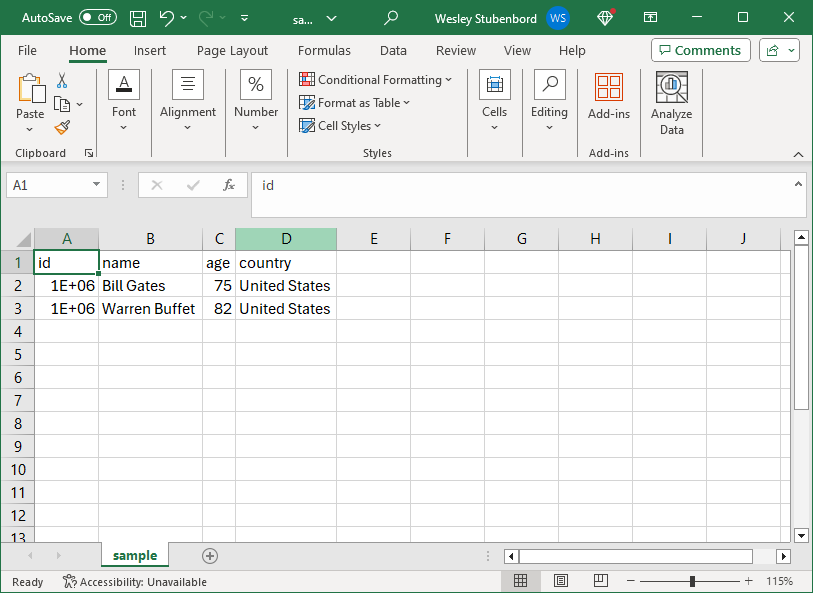 AutoSave Off sa... Wesley Stubenbord WS
File Home Insert Page Layout Formulas Data Review View Help Comments
Paste
Clipboard
A
Font
Alignment
%
Number
Conditional Formatting
Format as Table
Cell Styles
Styles
Cells
Editing
Add-ins
Add-ins
Analyze
Data
A1 fx id
A B C D E F G H I J
1 id name age country
2 1E+06 Bill Gates 75 United States
3 1E+06 Warren Buffet 82 United States
4
5
6
7
8
9
10
11
12
13
sample
Ready Accessibility: Unavailable 115%